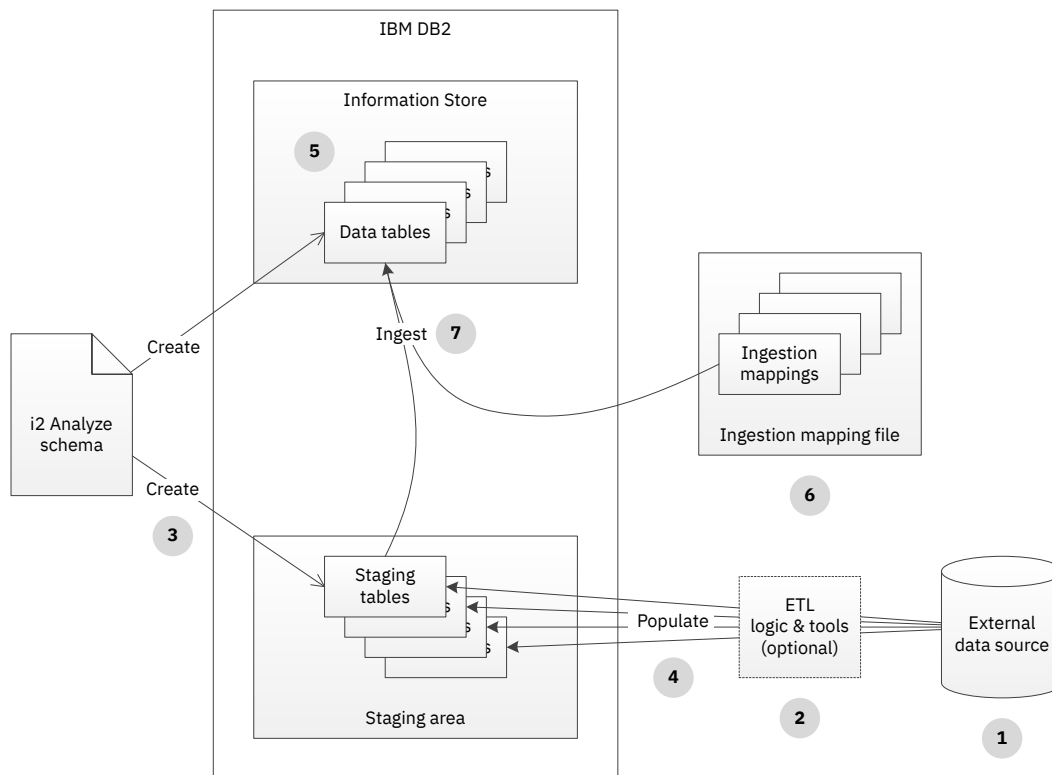 IBM DB2
Information Store
5
s
s
s
Data tables
Ingest
7
Create
i2 Analyze
schema
Create
3
Ingestion
mappings
Ingestion mapping file
6
Staging
tables
s
s
s
Staging area
Populate
4
ETL
logic & tools
(optional)
2
External
data source
1